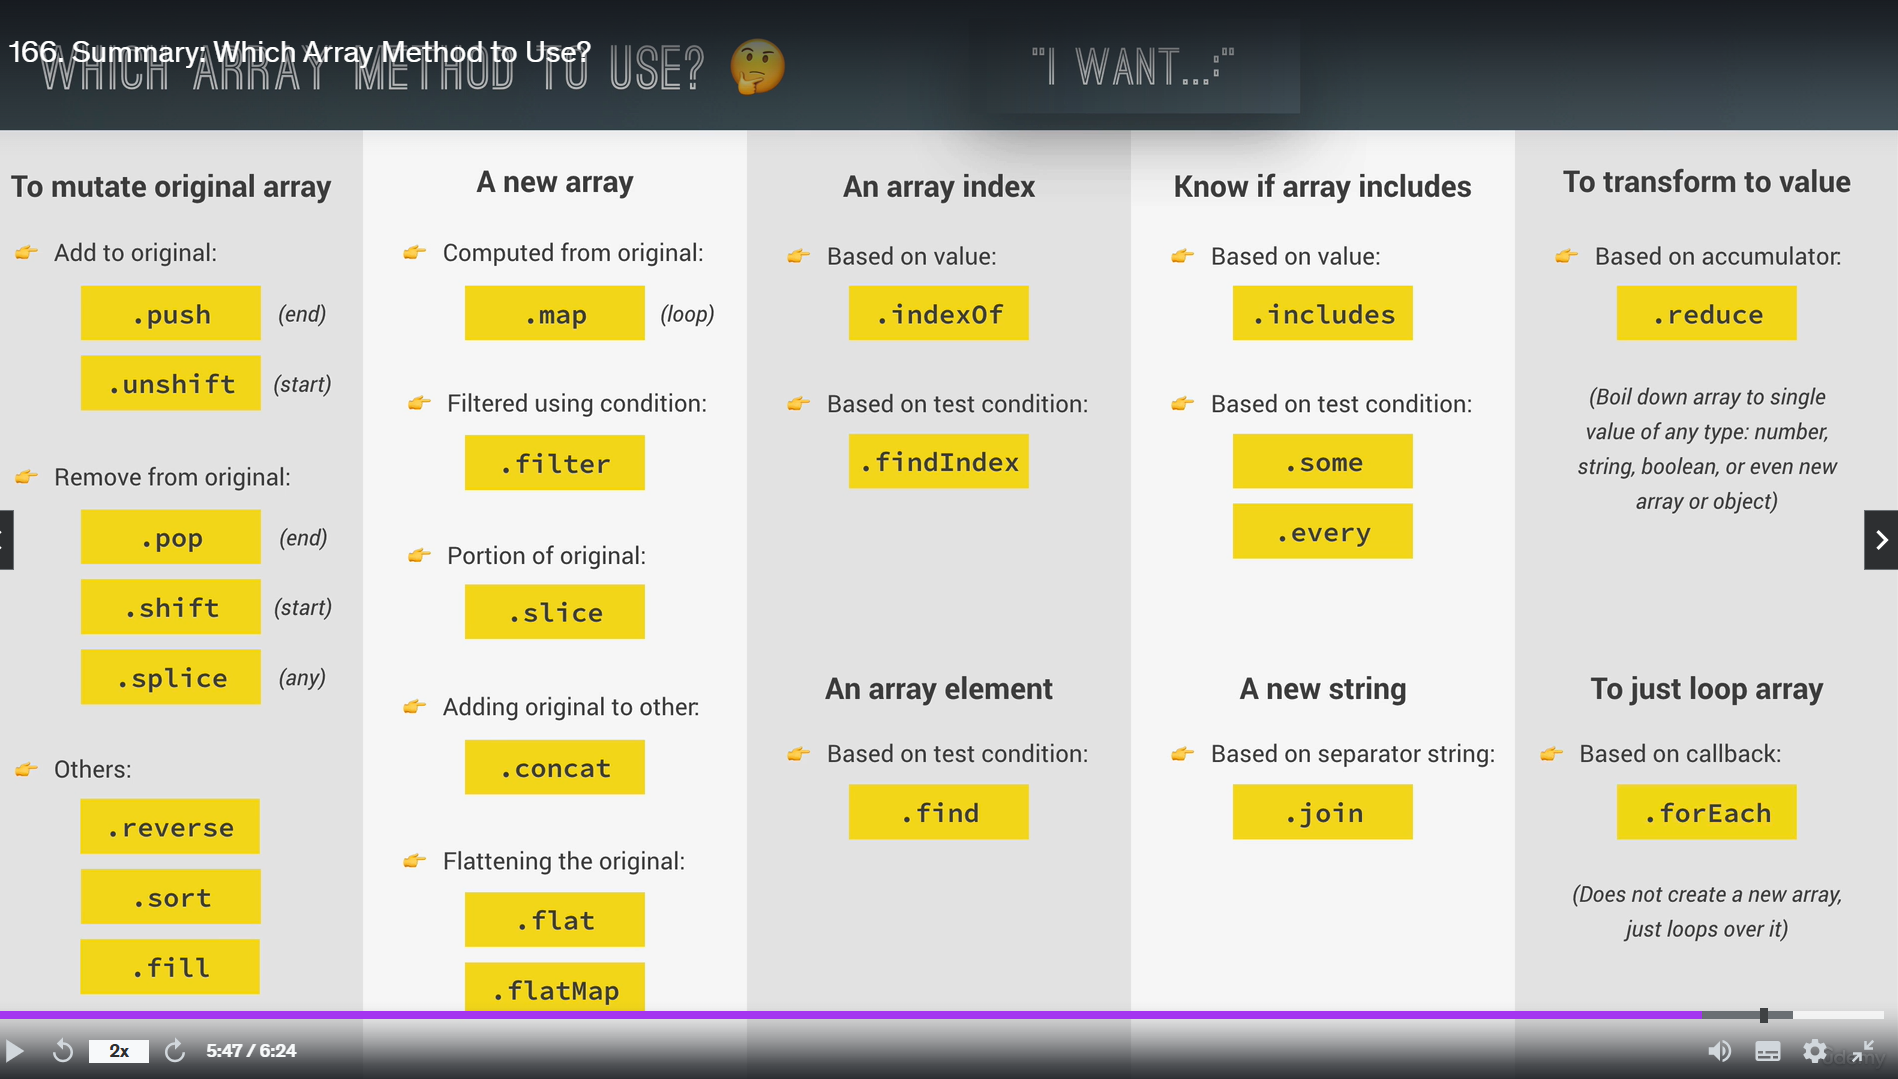 166. Summary: Which Array Method to Use?
WHICH ARRAY METHOD TO USE?
"I WANT...:"
To mutate original array
Add to original:
.push (end)
.unshift (start)
Remove from original:
.pop (end)
.shift (start)
.splice (any)
Others:
.reverse
.sort
.fill
A new array
Computed from original:
.map (loop)
Filtered using condition:
.filter
Portion of original:
.slice
Adding original to other:
.concat
Flattening the original:
.flat
.flatMap
An array index
Based on value:
.indexOf
Based on test condition:
.findIndex
An array element
Based on test condition:
.find
Know if array includes
Based on value:
.includes
Based on test condition:
.some
.every
A new string
Based on separator string:
.join
To transform to value
Based on accumulator:
.reduce
(Boil down array to single
value of any type: number,
string, boolean, or even new
array or object)
To just loop array
Based on callback:
.forEach
(Does not create a new array,
just loops over it)
2x
5:47 / 6:24
Udemy